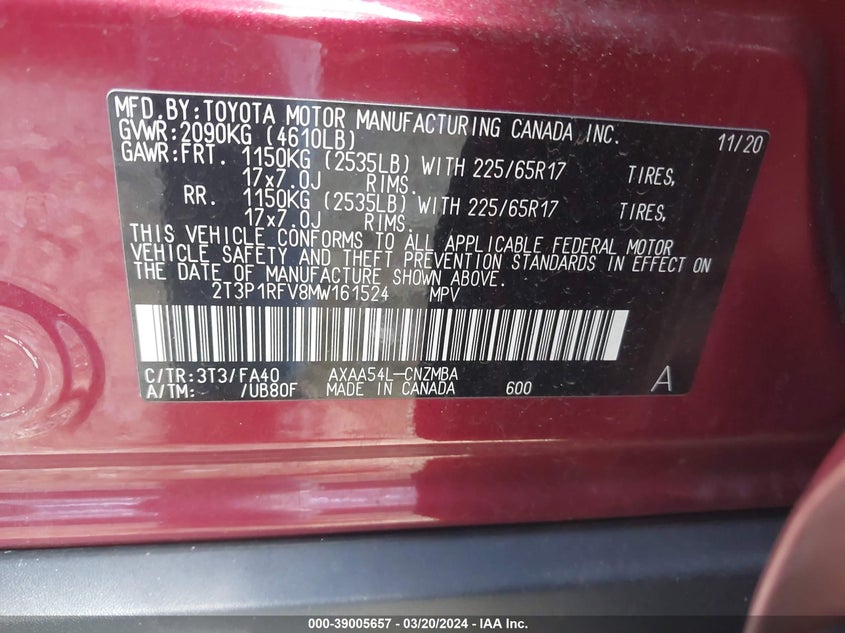 MFD.BY:TOYOTA MOTOR MANUFACTURING CANADA INC. 11/20
GVWR:2090KG (4610LB)
GAWR:FRT. 1150KG (2535LB) WITH 225/65R17 TIRES,
17x7.0J RIMS.
RR. 1150KG (2535LB) WITH 225/65R17 TIRES,
17x7.0J RIMS.
THIS VEHICLE CONFORMS TO ALL APPLICABLE FEDERAL MOTOR
VEHICLE SAFETY AND THEFT PREVENTION STANDARDS IN EFFECT ON
THE DATE OF MANUFACTURE SHOWN ABOVE.
2T3P1RFV8MW161524 MPV
C/TR:3T3/FA40 AXAA54L-CNZMBA
A/TM: /UB80F MADE IN CANADA 600 A
000-39005657 - 03/20/2024 - IAA Inc.